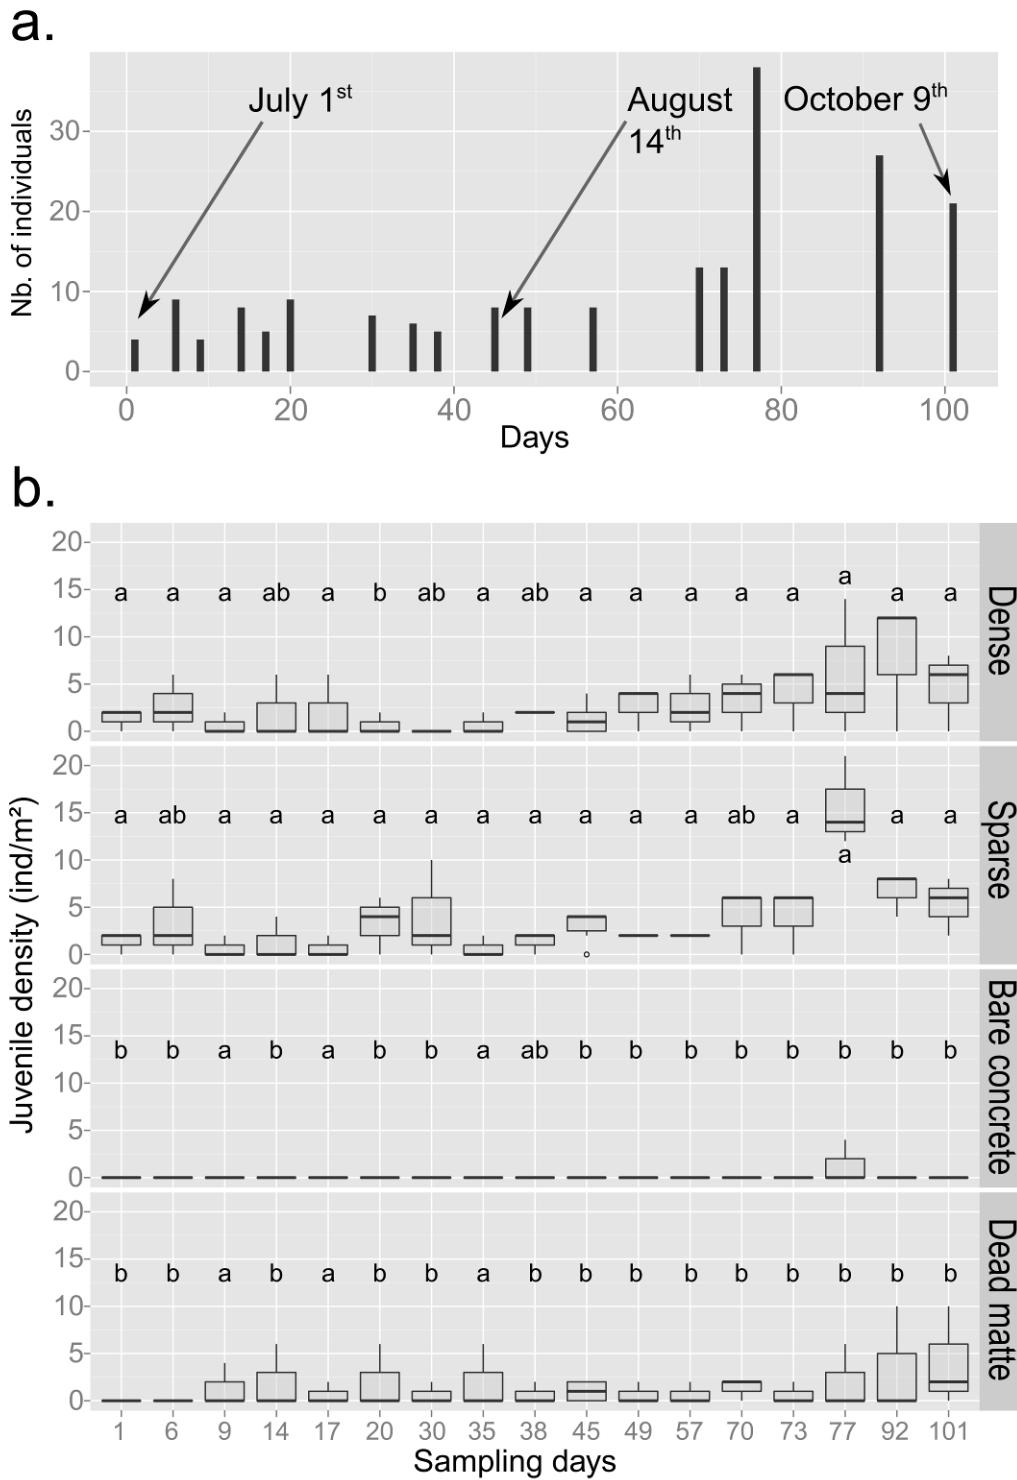 a.
Nb. of individuals
30
20
10
0
July 1st
August
14th
October 9th
0 20 40 60 80 100
Days
b.
Juvenile density (ind/m²)
20
15
10
5
0
a a a ab a b ab a ab a a a a a a a a
Dense
20
15
10
5
0
a ab a a a a a a a a a a ab a a a a
Sparse
20
15
10
5
0
b b a b a b b a ab b b b b b b b b
Bare concrete
20
15
10
5
0
b b a b a b b a b b b b b b b b b
Dead matte
1 6 9 14 17 20 30 35 38 45 49 57 70 73 77 92 101
Sampling days